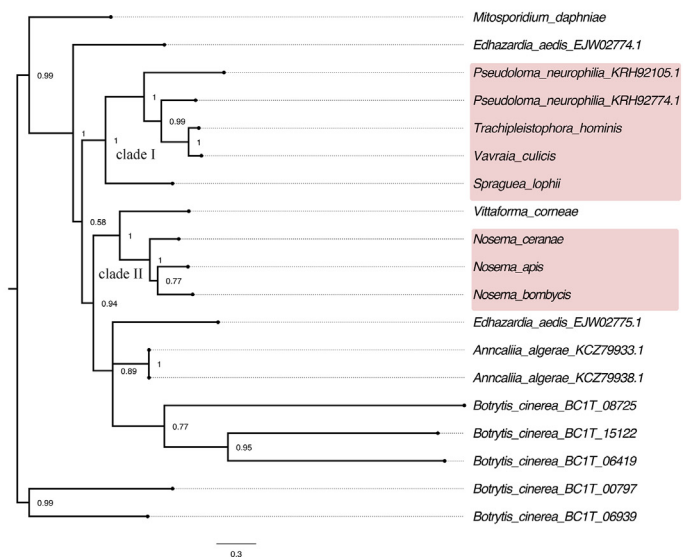 Mitosporidium_daphniae
0.99
Edhazardia_aedis_EJW02774.1
Pseudoloma_neurophilia_KRH92105.1
1
Pseudoloma_neurophilia_KRH92774.1
0.99
Trachipleistophora_hominis
1
1
1
clade I
Vavraia_culicis
Spraguea_lophii
Vittaforma_corneae
0.58
1
Nosema_ceranae
1
clade II
Nosema_apis
0.77
Nosema_bombycis
0.94
Edhazardia_aedis_EJW02775.1
Anncaliia_algerae_KCZ79933.1
0.89
1
Anncaliia_algerae_KCZ79938.1
Botrytis_cinerea_BC1T_08725
0.77
Botrytis_cinerea_BC1T_15122
0.95
Botrytis_cinerea_BC1T_06419
Botrytis_cinerea_BC1T_00797
0.99
Botrytis_cinerea_BC1T_06939
0.3